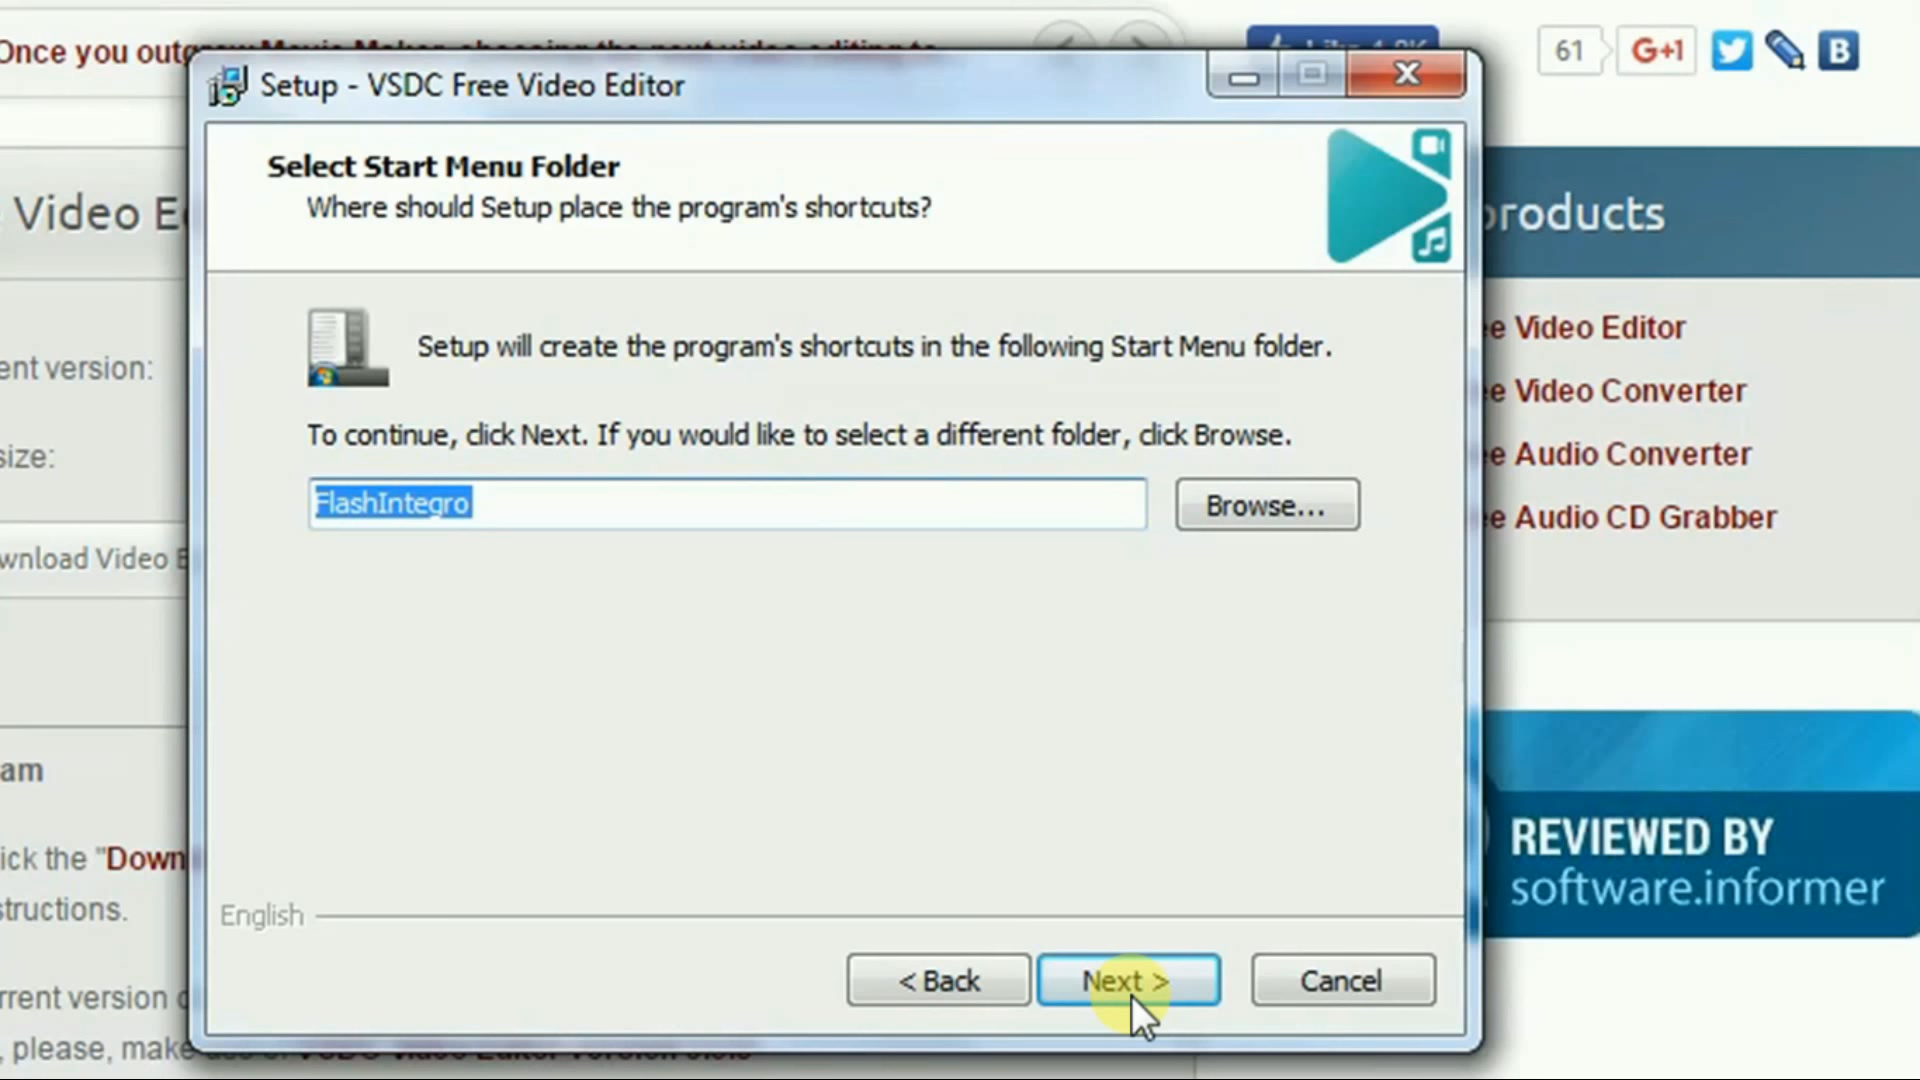 Once you
Like
61
G+1
B
Setup - VSDC Free Video Editor
Select Start Menu Folder
Where should Setup place the program's shortcuts?
Video
products
Setup will create the program's shortcuts in the following Start Menu folder.
Video Editor
ent version:
Video Converter
To continue, click Next. If you would like to select a different folder, click Browse.
size:
Audio Converter
FlashIntegro
Browse...
Audio CD Grabber
wnload Video
am
REVIEWED BY
ick the "Down
software.informer
structions.
English
< Back
Next >
Cancel
rrent version
, please, make